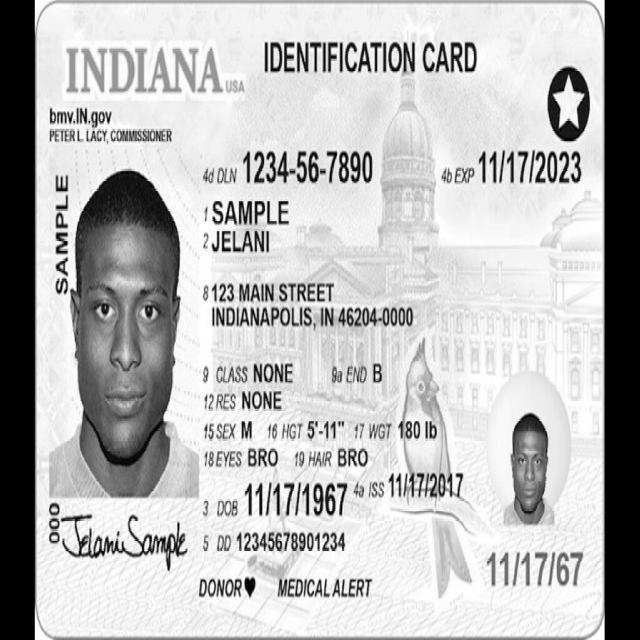 INDIANA USA
IDENTIFICATION CARD
bmv.IN.gov
PETER L. LACY, COMMISSIONER
SAMPLE
4d DLN 1234-56-7890 4b EXP 11/17/2023
1 SAMPLE
2 JELANI
8 123 MAIN STREET
INDIANAPOLIS, IN 46204-0000
9 CLASS NONE 9a END B
12 RES NONE
15 SEX M 16 HGT 5'-11" 17 WGT 180 lb
18 EYES BRO 19 HAIR BRO
3 DOB 11/17/1967 4a ISS 11/17/2017
5 DD 12345678901234
000
Jelani Sample
DONOR♥ MEDICAL ALERT
11/17/67